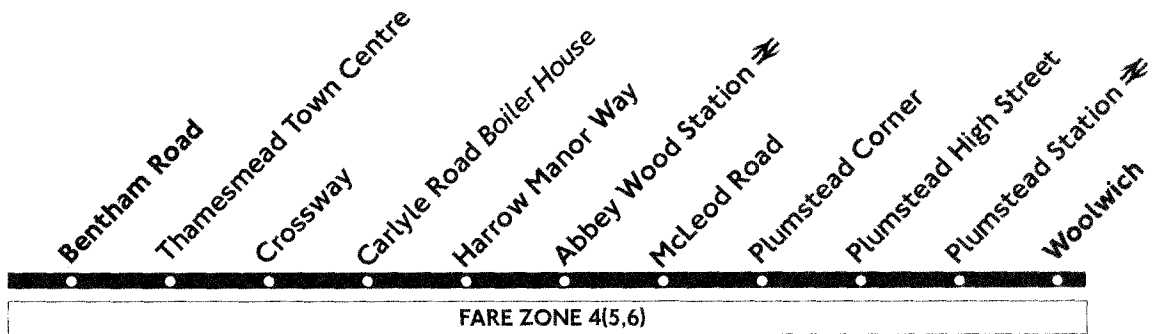 Bentham Road
Thamesmead Town Centre
Crossway
Carlyle Road Boiler House
Harrow Manor Way
Abbey Wood Station
McLeod Road
Plumstead Corner
Plumstead High Street
Plumstead Station
Woolwich
FARE ZONE 4(5,6)